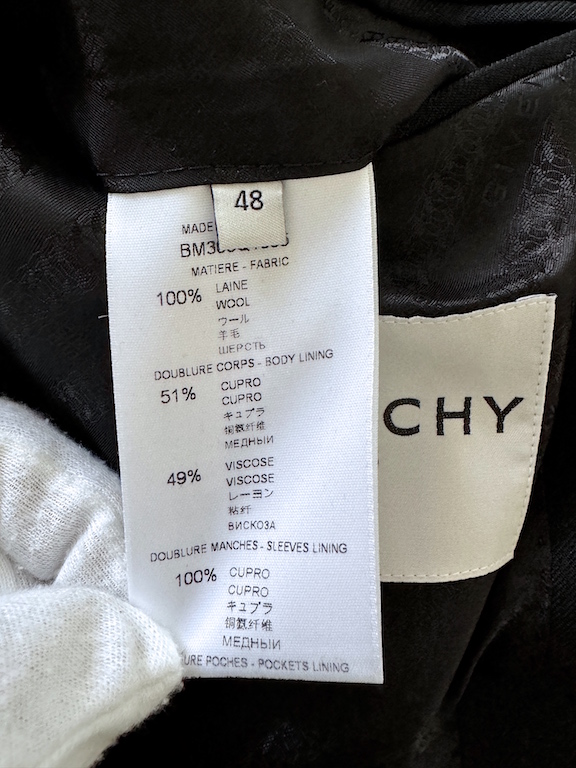 48
MADE
MATIERE - FABRIC
100% LAINE
WOOL
ウール
羊毛
ШЕРСТЬ
DOUBLURE CORPS - BODY LINING
51% CUPRO
CUPRO
キュプラ
铜氨纤维
МЕДНЫЙ
49% VISCOSE
VISCOSE
レーヨン
粘纤
ВИСКОЗА
DOUBLURE MANCHES - SLEEVES LINING
100% CUPRO
CUPRO
キュプラ
铜氨纤维
МЕДНЫЙ
URE POCHES - POCKETS LINING
CHY